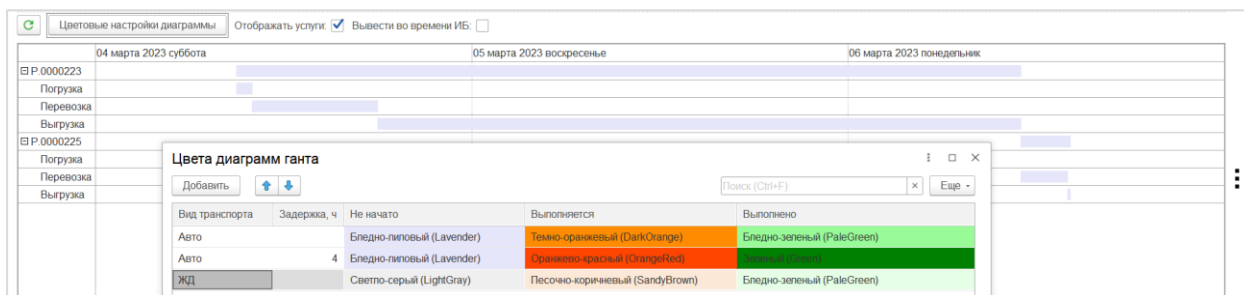 Цветовые настройки диаграммы Отображать услуги: Вывести во времени ИБ:
04 марта 2023 суббота 05 марта 2023 воскресенье 06 марта 2023 понедельник
Р.0000223
Погрузка
Перевозка
Выгрузка
Р.0000225
Погрузка
Перевозка
Выгрузка
Цвета диаграмм ганта
Добавить Поиск (Ctrl+F) × Еще
Вид транспорта Задержка, ч Не начато Выполняется Выполнено
Авто Бледно-лиловый (Lavender) Темно-оранжевый (DarkOrange) Бледно-зеленый (PaleGreen)
Авто 4 Бледно-лиловый (Lavender) Оранжево-красный (OrangeRed) Зеленый (Green)
ЖД Светло-серый (LightGray) Песочно-коричневый (SandyBrown) Бледно-зеленый (PaleGreen)